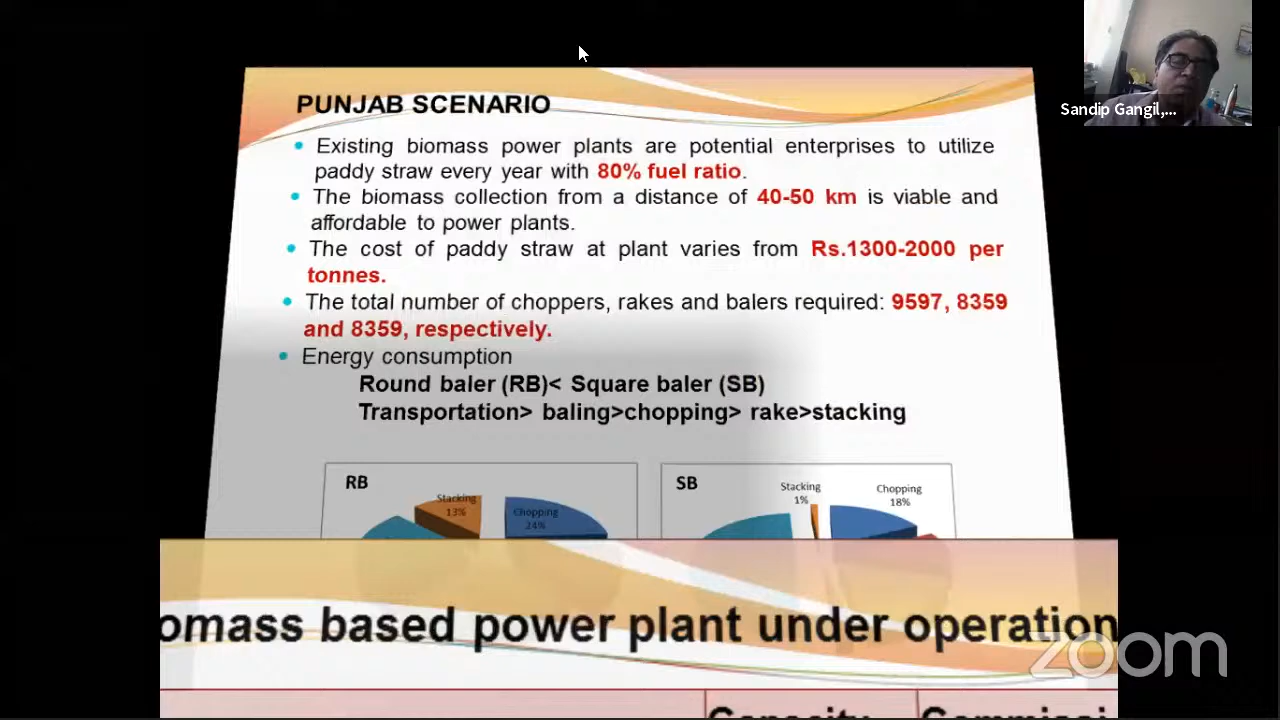 PUNJAB SCENARIO
Sandip Gangil,...
• Existing biomass power plants are potential enterprises to utilize
paddy straw every year with 80% fuel ratio.
• The biomass collection from a distance of 40-50 km is viable and
affordable to power plants.
• The cost of paddy straw at plant varies from Rs.1300-2000 per
tonnes.
• The total number of choppers, rakes and balers required: 9597, 8359
and 8359, respectively.
• Energy consumption
Round baler (RB)< Square baler (SB)
Transportation> baling>chopping> rake>stacking
RB
Stacking
13%
Chopping
24%
SB
Stacking
1%
Chopping
18%
omass based power plant under operation
zoom
Capacity